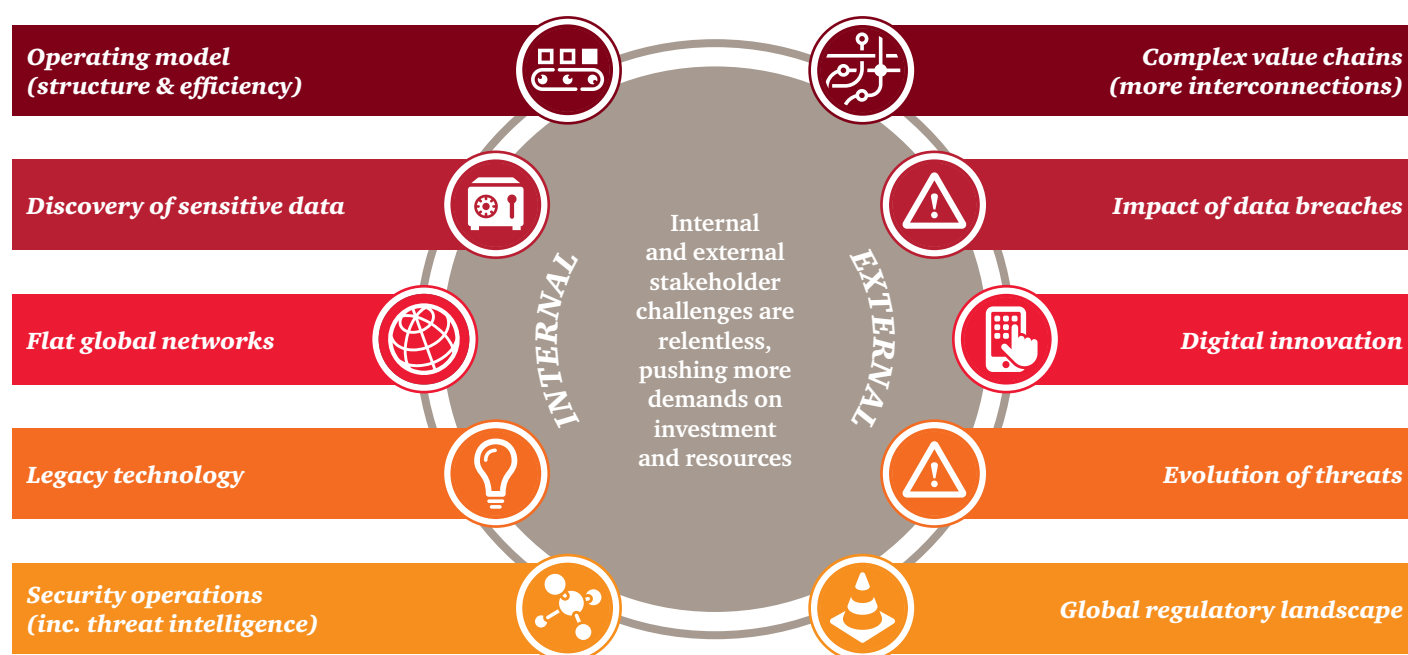 Operating model
(structure & efficiency)
Discovery of sensitive data
Flat global networks
Legacy technology
Security operations
(inc. threat intelligence)
INTERNAL
Internal
and external
stakeholder
challenges are
relentless,
pushing more
demands on
investment
and resources
EXTERNAL
Complex value chains
(more interconnections)
Impact of data breaches
Digital innovation
Evolution of threats
Global regulatory landscape